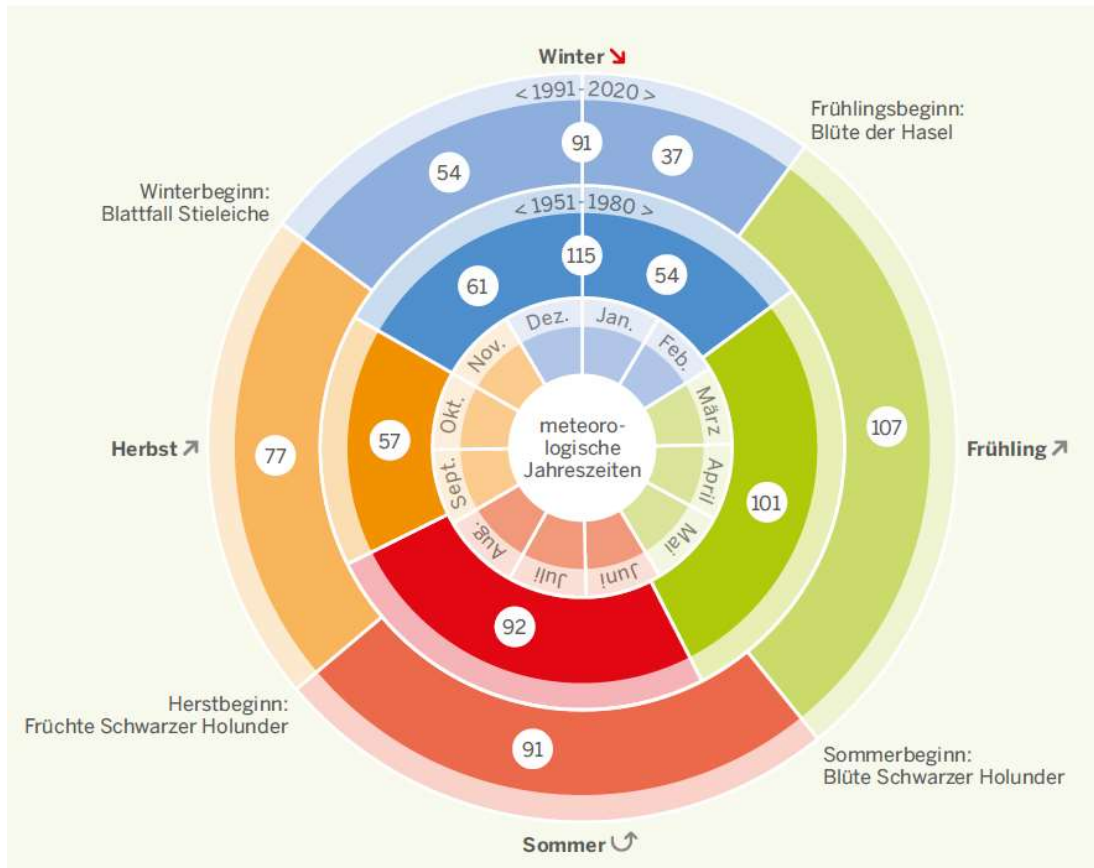 Winter
< 1991 - 2020 >
Frühlingsbeginn:
Blüte der Hasel
91
37
54
Winterbeginn:
Blattfall Stieleiche
< 1951 - 1980 >
115
54
61
Dez.
Jan.
Nov.
Feb.
Okt.
März
meteoro-
logische
Jahreszeiten
Herbst
77
57
107
Frühling
Sept.
April
101
Aug.
Mai
Juli
Juni
92
Herstbeginn:
Früchte Schwarzer Holunder
91
Sommerbeginn:
Blüte Schwarzer Holunder
Sommer